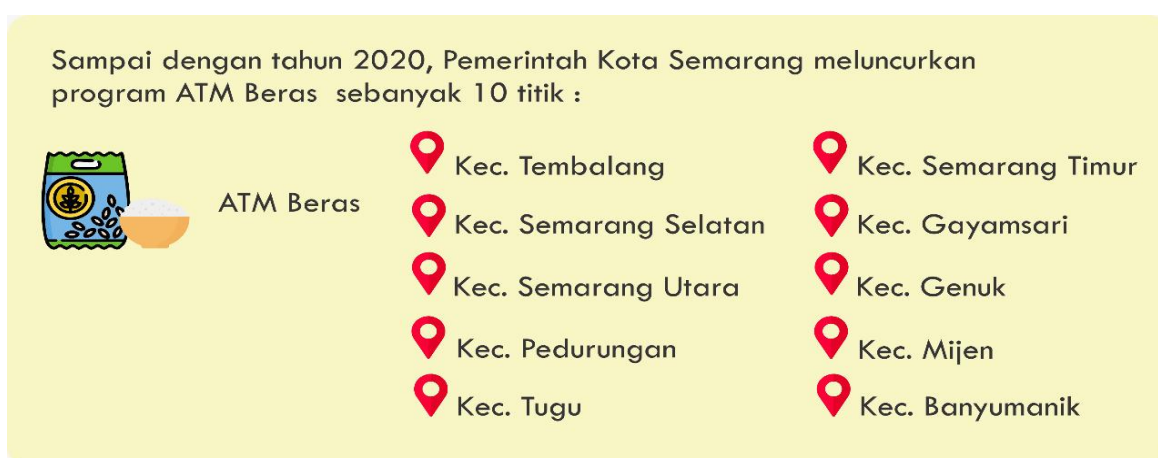 Sampai dengan tahun 2020, Pemerintah Kota Semarang meluncurkan
program ATM Beras sebanyak 10 titik :
ATM Beras
Kec. Tembalang
Kec. Semarang Selatan
Kec. Semarang Utara
Kec. Pedurungan
Kec. Tugu
Kec. Semarang Timur
Kec. Gayamsari
Kec. Genuk
Kec. Mijen
Kec. Banyumanik